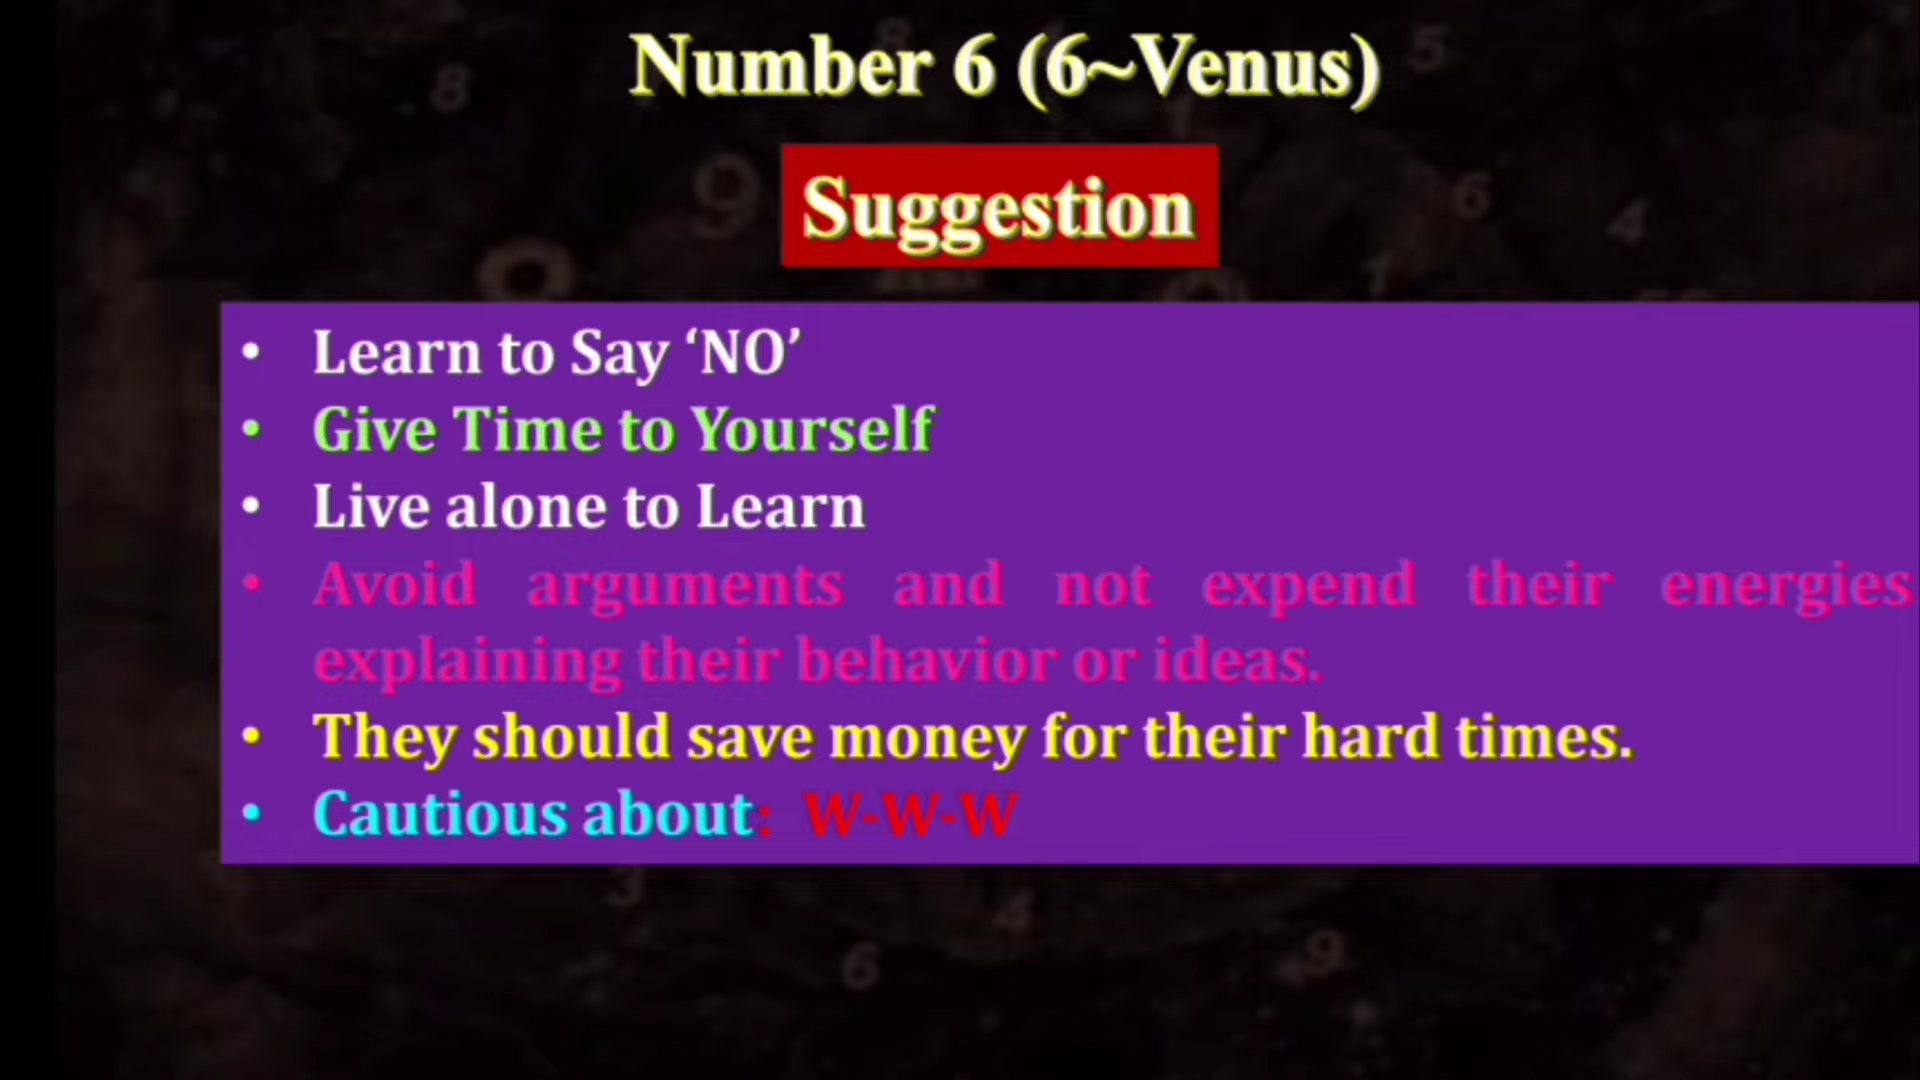 Number 6 (6~Venus)
Suggestion
• Learn to Say ‘NO’
• Give Time to Yourself
• Live alone to Learn
• Avoid arguments and not expend their energies
explaining their behavior or ideas.
• They should save money for their hard times.
• Cautious about: W-W-W